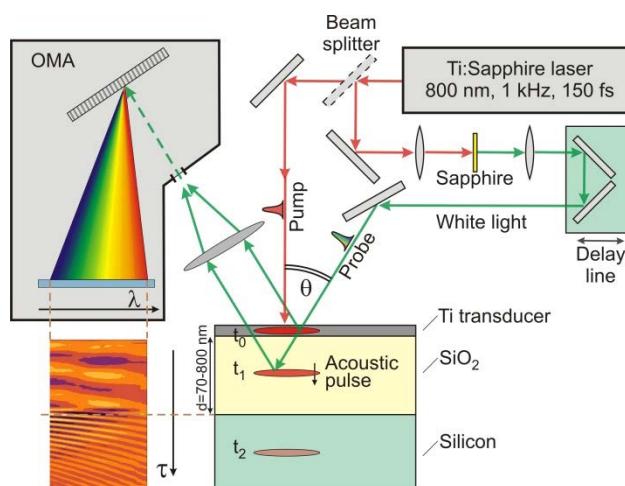 OMA
Beam
splitter
Ti:Sapphire laser
800 nm, 1 kHz, 150 fs
Sapphire
White light
Delay
line
Pump
Probe
θ
λ
τ
d=70-800 nm
t₀
t₁
t₂
Acoustic
pulse
Ti transducer
SiO₂
Silicon